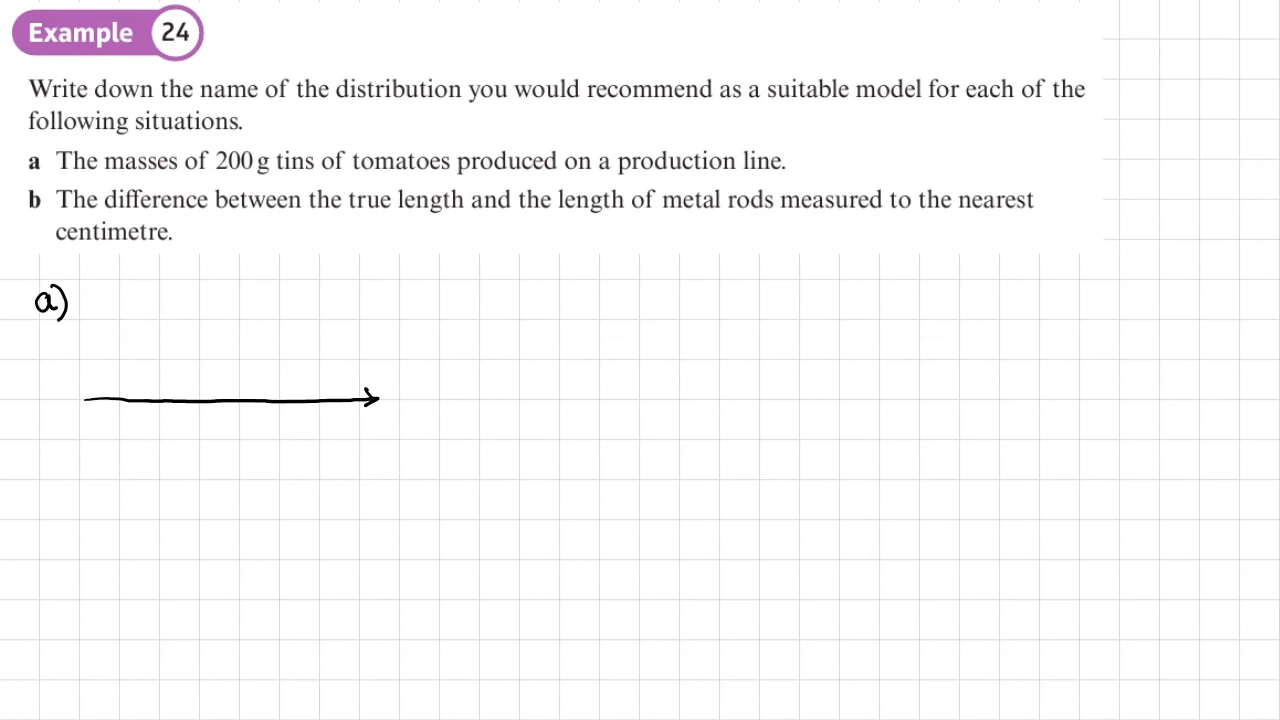 Example 24
Write down the name of the distribution you would recommend as a suitable model for each of the
following situations.
a The masses of 200 g tins of tomatoes produced on a production line.
b The difference between the true length and the length of metal rods measured to the nearest
centimetre.
a)